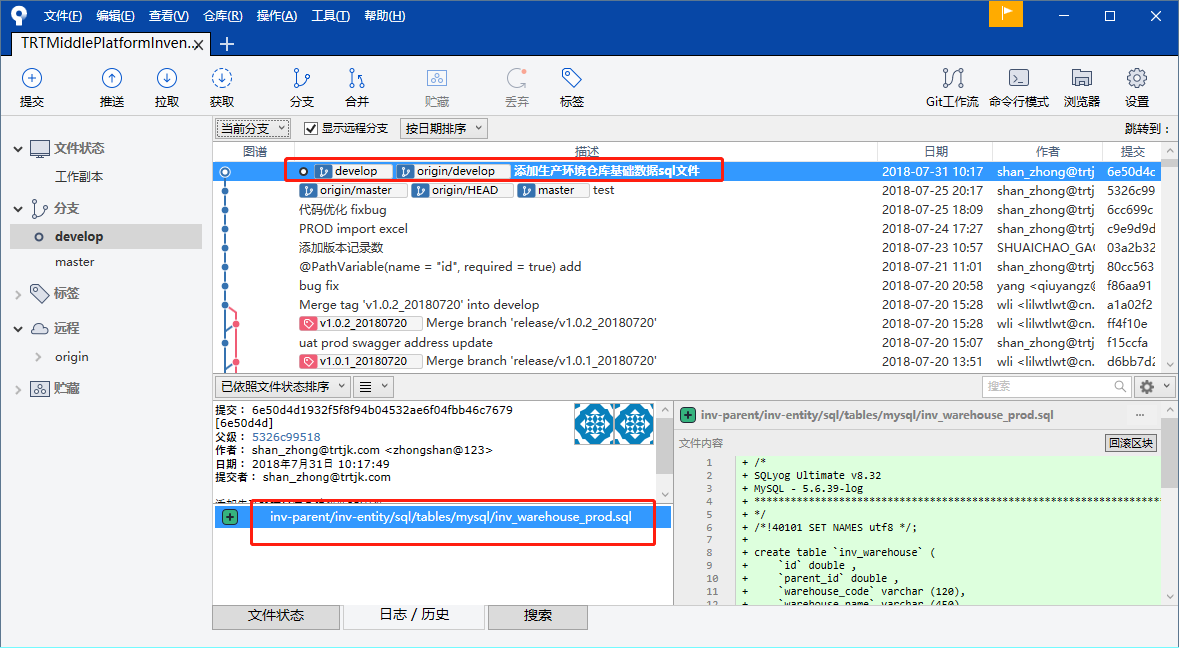 文件(F) 编辑(E) 查看(V) 仓库(R) 操作(A) 工具(T) 帮助(H)
TRTMiddlePlatformInven..
提交 推送 拉取 获取 分支 合并 贮藏 丢弃 标签 Git工作流 命令行模式 浏览器 设置
文件状态
工作副本
分支
develop
master
标签
远程
origin
贮藏
当前分支 显示远程分支 按日期排序 跳转到：
图谱 描述 日期 作者 提交
develop origin/develop 添加生产环境仓库基础数据sql文件 2018-07-31 10:17 shan_zhong@trtj 6e50d4c
origin/master origin/HEAD master test 2018-07-25 20:17 shan_zhong@trtj 5326c99
代码优化 fixbug 2018-07-25 18:09 shan_zhong@trtj 6cc699c
PROD import excel 2018-07-24 17:27 shan_zhong@trtj c9e9d9d
添加版本记录数 2018-07-23 10:57 SHUAICHAO_GAO 03a2b32
@PathVariable(name = "id", required = true) add 2018-07-21 11:01 shan_zhong@trtj 80cc563
bug fix 2018-07-20 20:58 yang <qiuyangz@ f86aa91
Merge tag 'v1.0.2_20180720' into develop 2018-07-20 15:28 wli <lilwtlwt@cn. a1a02f2
v1.0.2_20180720 Merge branch 'release/v1.0.2_20180720' 2018-07-20 15:28 wli <lilwtlwt@cn. ff4f10e
uat prod swagger address update 2018-07-20 15:07 shan_zhong@trtj f15ccfa
v1.0.1_20180720 Merge branch 'release/v1.0.1_20180720' 2018-07-20 13:51 wli <lilwtlwt@cn. d6bb7d2
已依照文件状态排序 搜索
提交： 6e50d4d1932f5f8f94b04532ae6f04fbb46c7679
[6e50d4d]
父级： 5326c99518
作者： shan_zhong@trtjk.com <zhongshan@123>
日期： 2018年7月31日 10:17:49
提交者： shan_zhong@trtjk.com
inv-parent/inv-entity/sql/tables/mysql/inv_warehouse_prod.sql
inv-parent/inv-entity/sql/tables/mysql/inv_warehouse_prod.sql ...
文件内容 回滚区块
1 + /*
2 + SQLyog Ultimate v8.32
3 + MySQL - 5.6.39-log
4 + *********************************************************************
5 + */
6 + /*!40101 SET NAMES utf8 */;
7 +
8 + create table `inv_warehouse` (
9 + `id` double ,
10 + `parent_id` double ,
11 + `warehouse_code` varchar (120),
12 + `warehouse_name` varchar (450),
文件状态 日志 / 历史 搜索